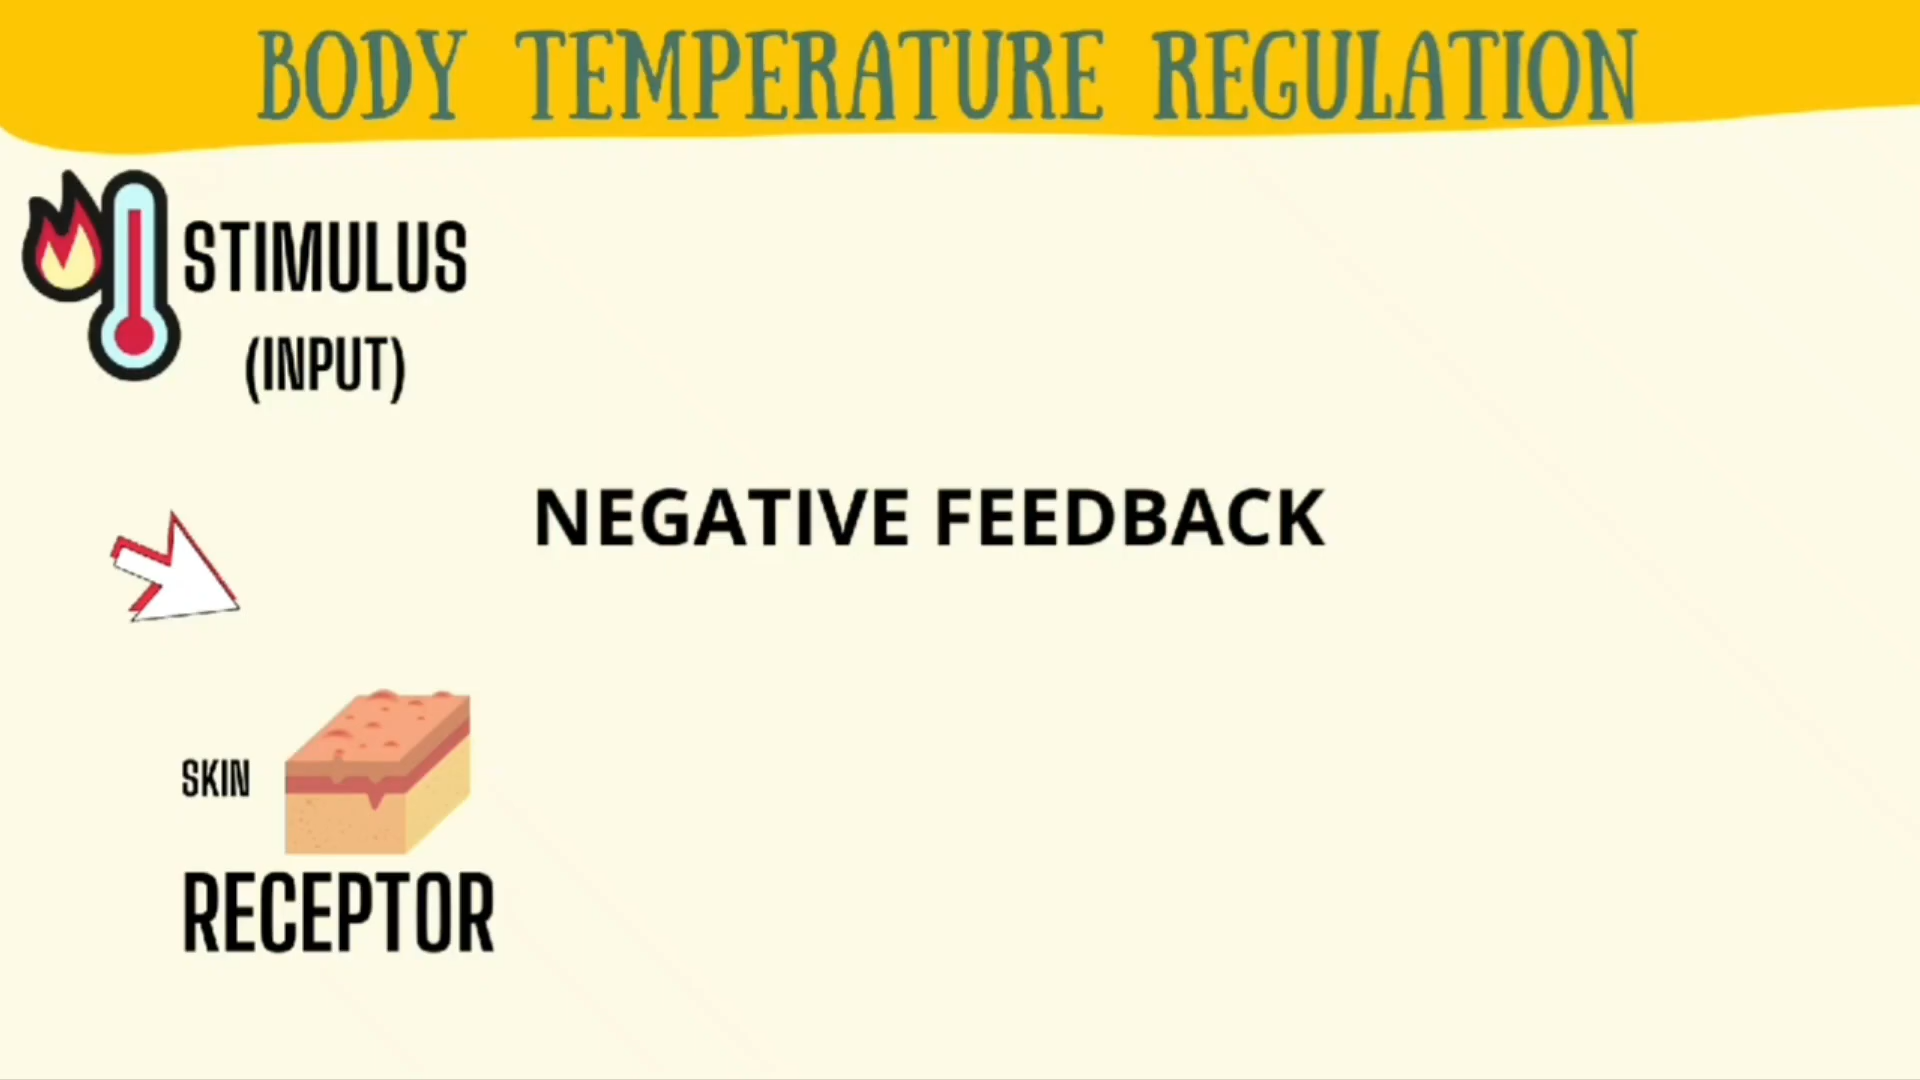 BODY TEMPERATURE REGULATION
STIMULUS
(INPUT)
NEGATIVE FEEDBACK
SKIN
RECEPTOR